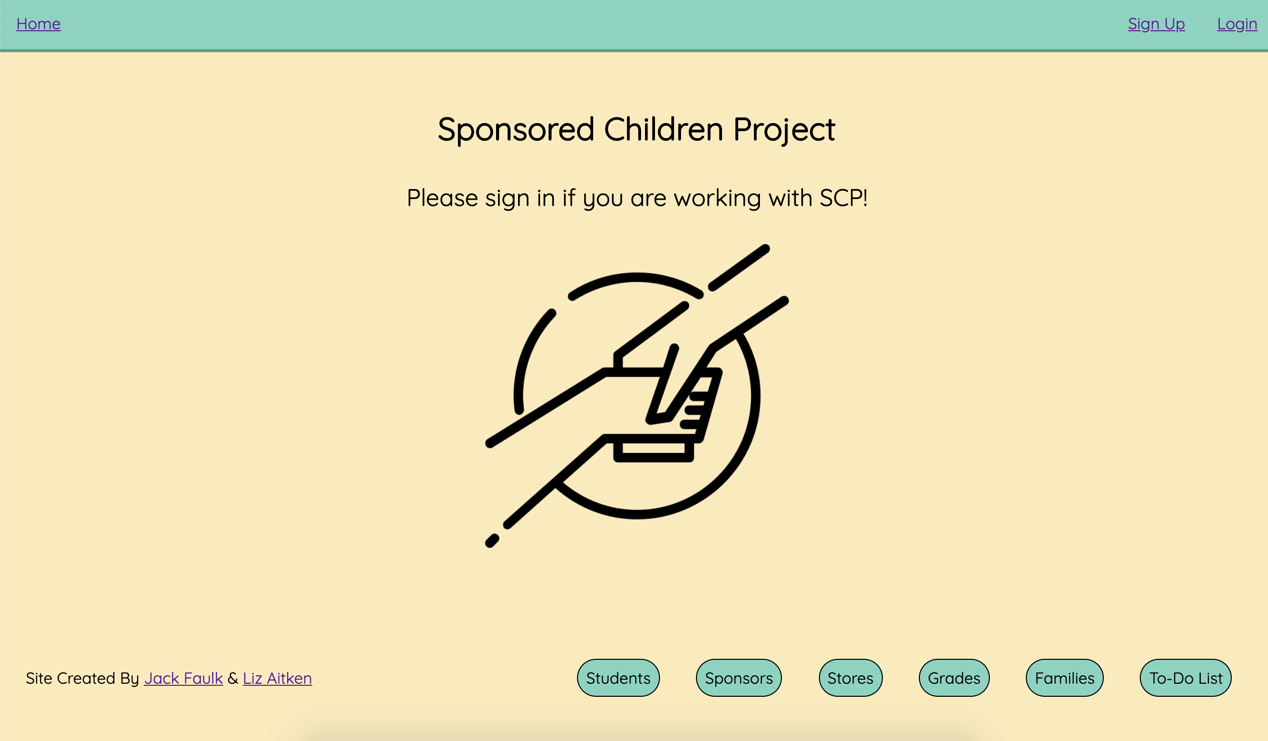 Home Sign Up Login
Sponsored Children Project
Please sign in if you are working with SCP!
Site Created By Jack Faulk & Liz Aitken Students Sponsors Stores Grades Families To-Do List